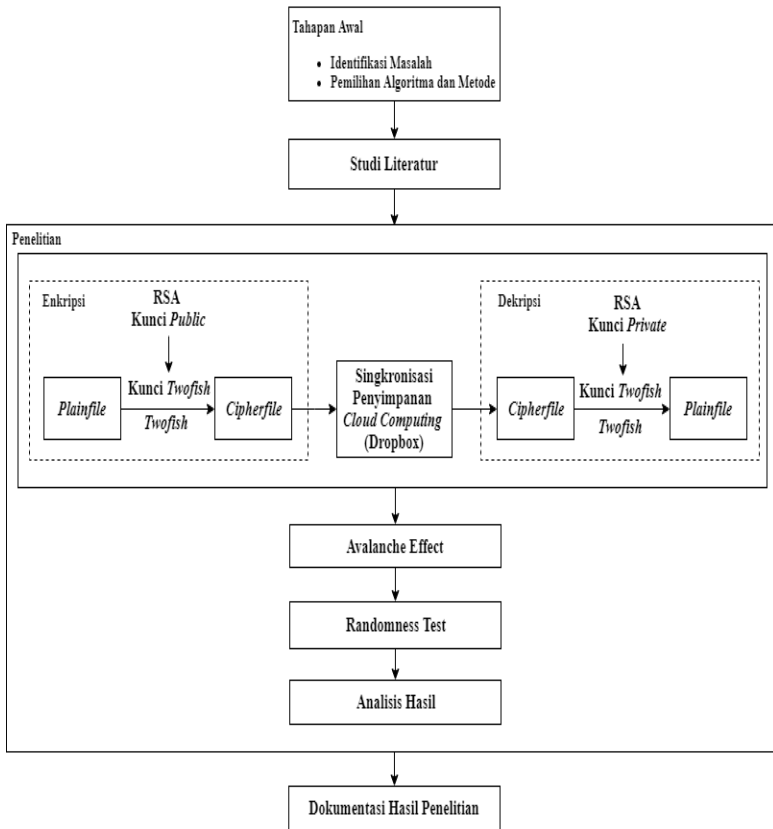 Tahapan Awal
• Identifikasi Masalah
• Pemilihan Algoritma dan Metode
Studi Literatur
Penelitian
Enkripsi
RSA
Kunci Public
Plainfile
Kunci Twofish
Twofish
Cipherfile
Singkronisasi
Penyimpanan
Cloud Computing
(Dropbox)
Dekripsi
RSA
Kunci Private
Cipherfile
Kunci Twofish
Twofish
Plainfile
Avalanche Effect
Randomness Test
Analisis Hasil
Dokumentasi Hasil Penelitian